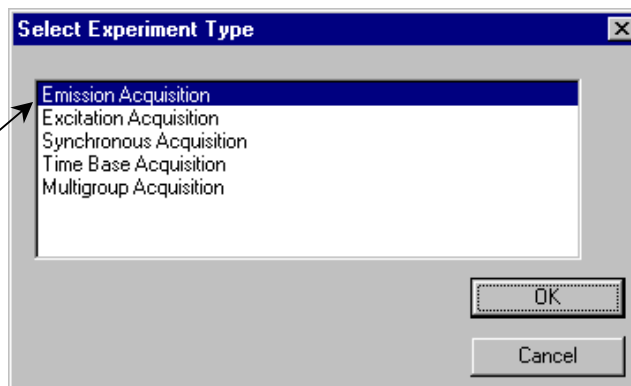 Select Experiment Type
Emission Acquisition
Excitation Acquisition
Synchronous Acquisition
Time Base Acquisition
Multigroup Acquisition
OK
Cancel